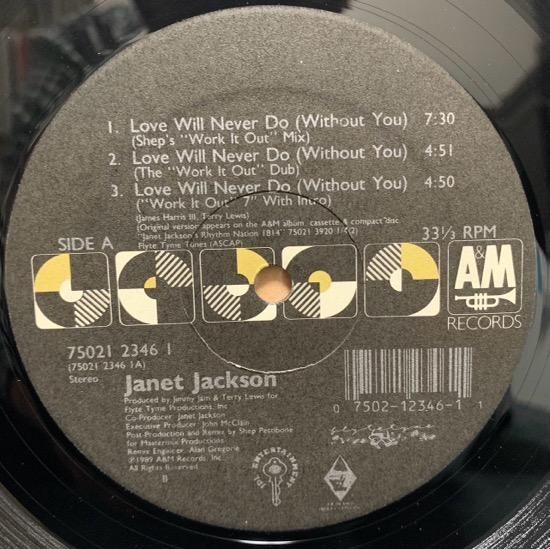 1. Love Will Never Do (Without You) 7:30
(Shep's "Work It Out" Mix)
2. Love Will Never Do (Without You) 4:51
(The "Work It Out" Dub)
3. Love Will Never Do (Without You) 4:50
("Work It Out" 7" With Intro)
(James Harris III, Terry Lewis)
(Original version appears on the A&M album, cassette & compact disc
"Janet Jackson's Rhythm Nation 1814" 75021 3920 1/4/2)
SIDE A
Flyte Tyme Tunes (ASCAP)
33⅓ RPM
A&M
RECORDS
75021 2346 1
(75021 2346 1A)
Stereo
Janet Jackson
Produced by Jimmy Jam & Terry Lewis for
Flyte Tyme Productions, Inc.
Co-Producer: Janet Jackson
Executive Producer: John McClain
Post-Production and Remix by Shep Pettibone
for Mastermix Productions
Remix Engineer: Alan Gregorie
℗1989 A&M Records, Inc.
All Rights Reserved
B
0 7502-12346-1 1
JDJ ENTERTAINMENT